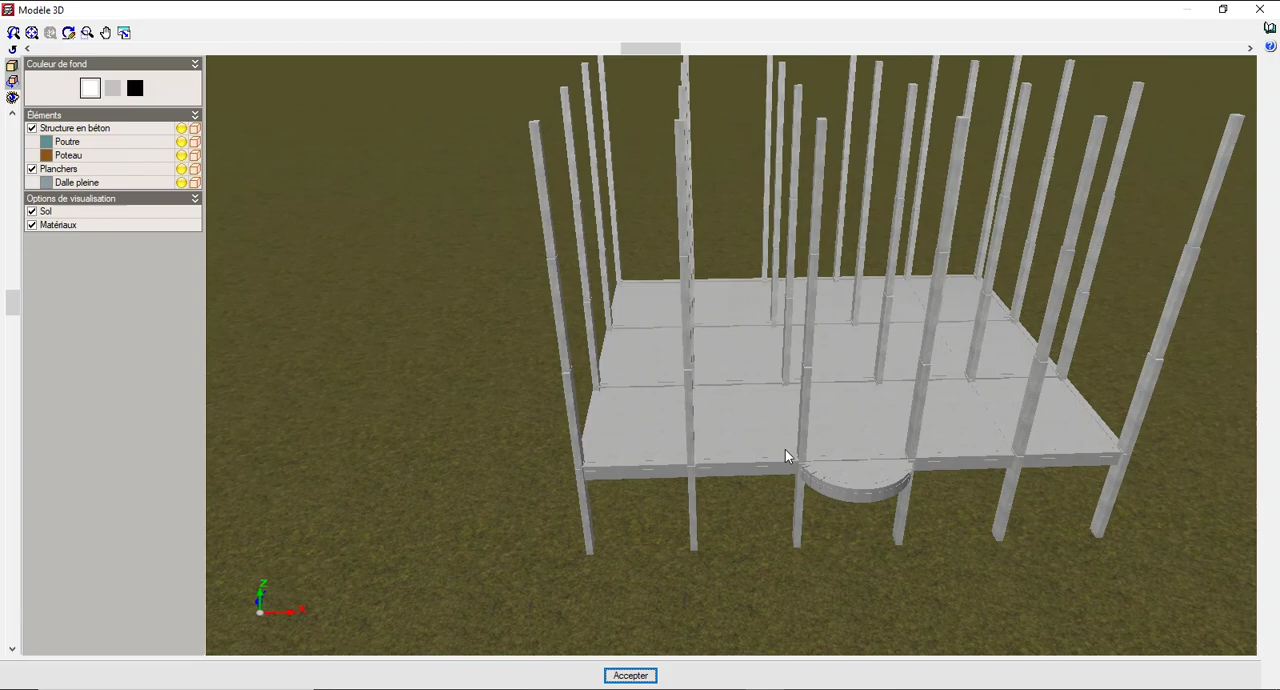 Modèle 3D
Couleur de fond
Éléments
Structure en béton
Poutre
Poteau
Planchers
Dalle pleine
Options de visualisation
Sol
Matériaux
Z
X
Accepter